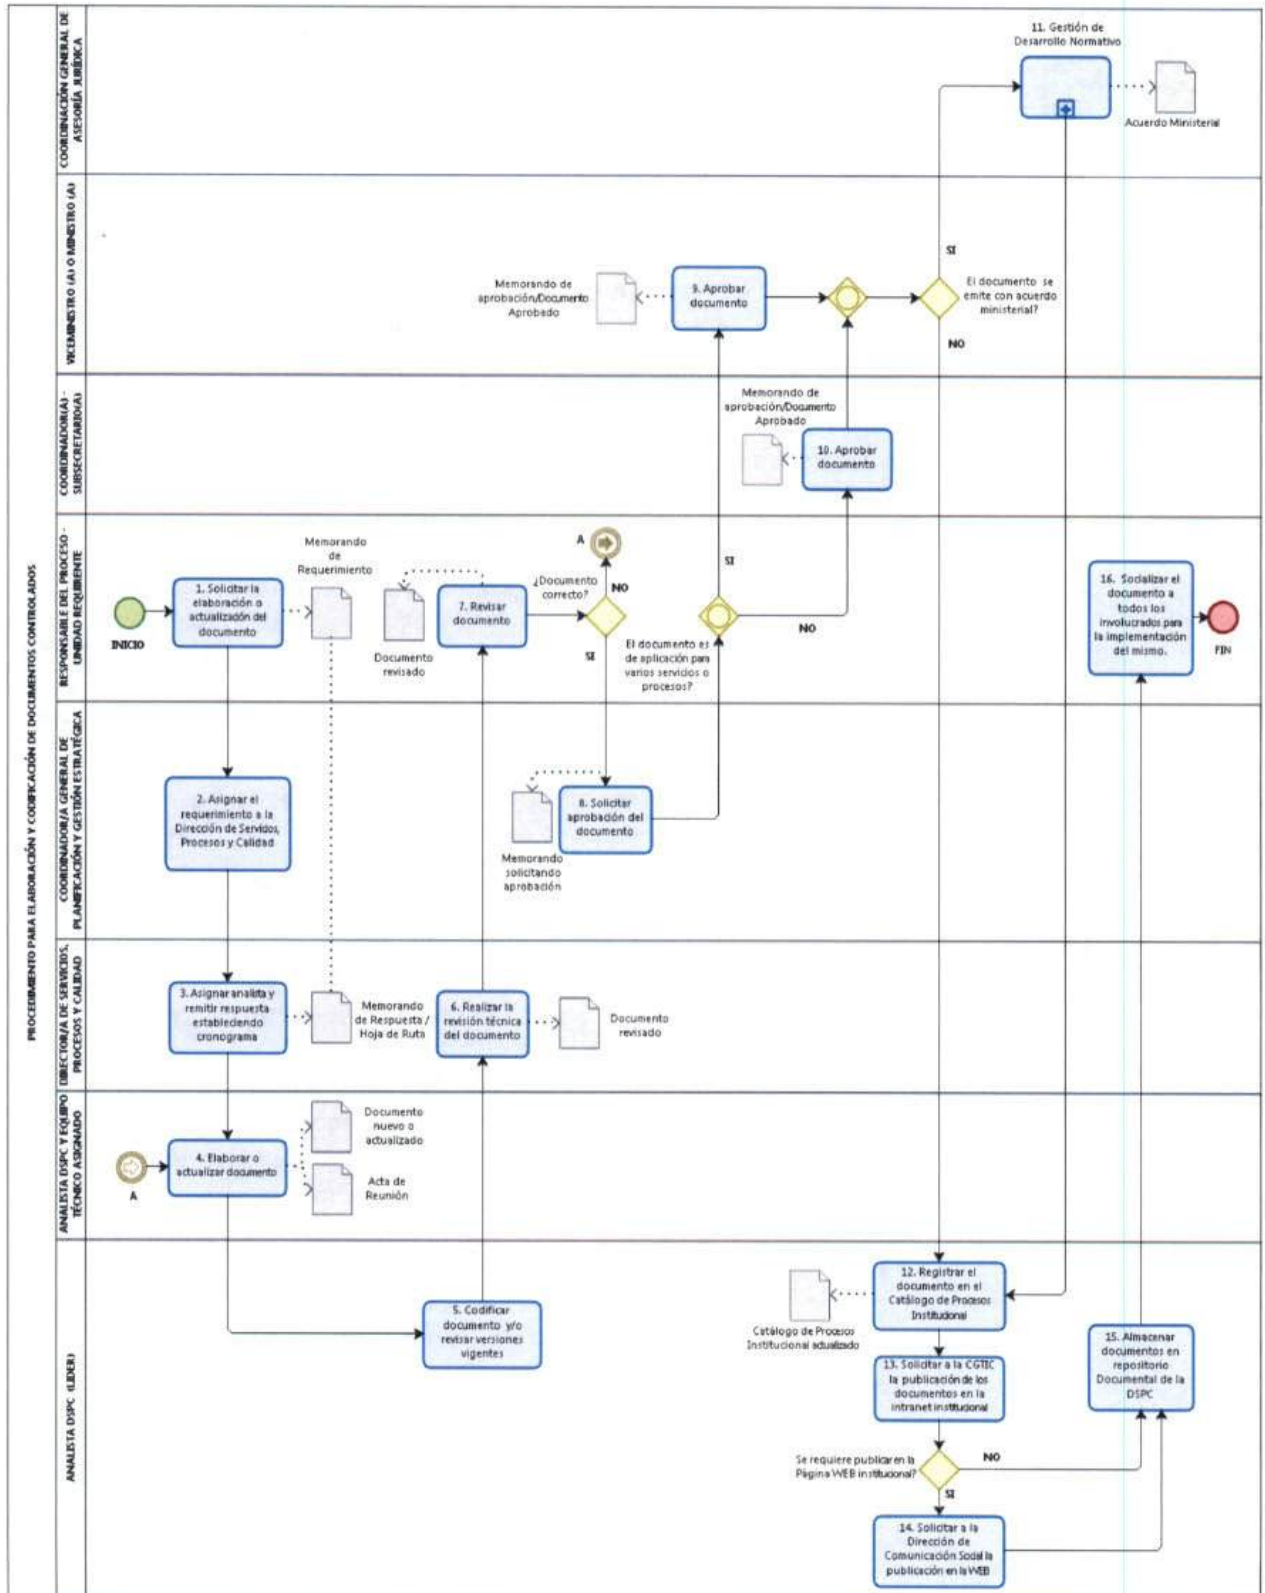 PROCEDIMIENTO PARA ELABORACIÓN Y CODIFICACIÓN DE DOCUMENTOS CONTROLADOS
COORDINACIÓN GENERAL DE
ASESORÍA JURÍDICA
11. Gestión de
Desarrollo Normativo
Acuerdo Ministerial
VICEMINISTRO (A) O MINISTRO (A)
Memorando de
aprobación/Documento
Aprobado
9. Aprobar
documento
SI
El documento se
emite con acuerdo
ministerial?
NO
COORDINADOR(A) -
SUBSECRETARIO(A)
Memorando de
aprobación/Documento
Aprobado
10. Aprobar
documento
RESPONSABLE DEL PROCESO -
UNIDAD REQUIRENTE
INICIO
1. Solicitar la
elaboración o
actualización del
documento
Memorando
de
Requerimiento
Documento
revisado
7. Revisar
documento
¿Documento
correcto?
A
NO
SI
El documento es
de aplicación para
varios servicios o
procesos?
SI
NO
16. Socializar el
documento a
todos los
involucrados para
la implementación
del mismo.
FIN
COORDINADOR/A GENERAL DE
PLANIFICACIÓN Y GESTIÓN ESTRATÉGICA
2. Asignar el
requerimiento a la
Dirección de Servidos,
Procesos y Calidad
Memorando
solicitando
aprobación
8. Solicitar
aprobación del
documento
DIRECTOR/A DE SERVICIOS,
PROCESOS Y CALIDAD
3. Asignar analista y
remitir respuesta
estableciendo
cronograma
Memorando
de Respuesta /
Hoja de Ruta
6. Realizar la
revisión técnica
del documento
Documento
revisado
ANALISTA DSPC Y EQUIPO
TÉCNICO ASIGNADO
A
4. Elaborar o
actualizar documento
Documento
nuevo o
actualizado
Acta de
Reunión
ANALISTA DSPC (LIDER)
5. Codificar
documento y/o
revisar versiones
vigentes
Catálogo de Procesos
Institucional actualizado
12. Registrar el
documento en el
Catálogo de Procesos
Institucional
13. Solicitar a la CGTIC
la publicación de los
documentos en la
intranet institucional
Se requiere publicar en la
Página WEB institucional?
NO
SI
14. Solicitar a la
Dirección de
Comunicación Social la
publicación en la WEB
15. Almacenar
documentos en
repositorio
Documental de la
DSPC